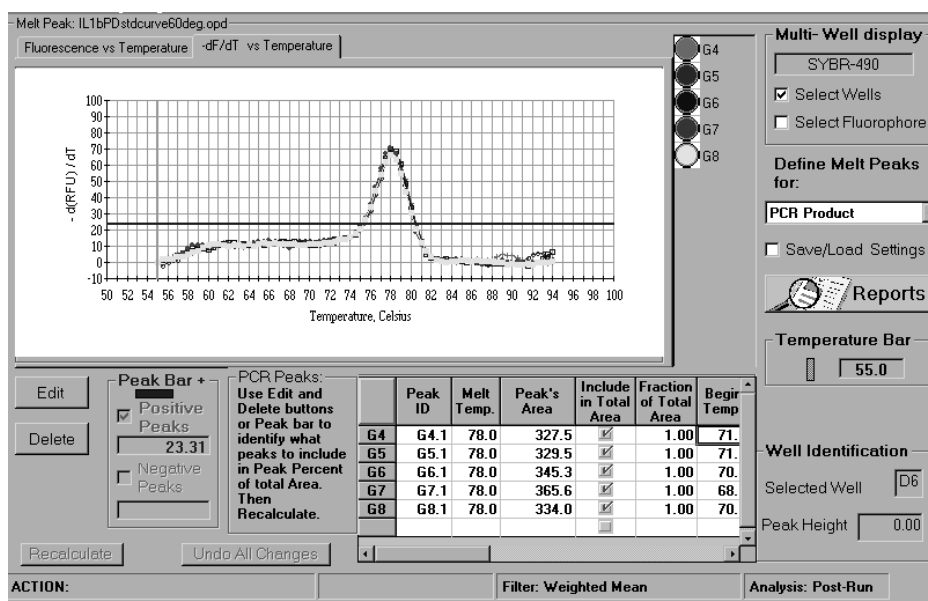 Melt Peak: IL1bPDstdcurve60deg.opd
Fluorescence vs Temperature
-dF/dT vs Temperature
- d(RFU) / dT
100
90
80
70
60
50
40
30
20
10
0
-10
50 52 54 56 58 60 62 64 66 68 70 72 74 76 78 80 82 84 86 88 90 92 94 96 98 100
Temperature, Celsius
G4
G5
G6
G7
G8
Multi- Well display
SYBR-490
Select Wells
Select Fluorophore
Define Melt Peaks
for:
PCR Product
Save/Load Settings
Reports
Temperature Bar
55.0
Well Identification
Selected Well D6
Peak Height 0.00
Edit
Delete
Peak Bar +
Positive
Peaks
23.31
Negative
Peaks
PCR Peaks:
Use Edit and
Delete buttons
or Peak bar to
identify what
peaks to include
in Peak Percent
of total Area.
Then
Recalculate.
Peak ID Melt Temp. Peak's Area Include in Total Area Fraction of Total Area Begin Temp
G4 G4.1 78.0 327.5 1.00 71.
G5 G5.1 78.0 329.5 1.00 71.
G6 G6.1 78.0 345.3 1.00 70.
G7 G7.1 78.0 365.6 1.00 68.
G8 G8.1 78.0 334.0 1.00 70.
Recalculate
Undo All Changes
ACTION:
Filter: Weighted Mean
Analysis: Post-Run